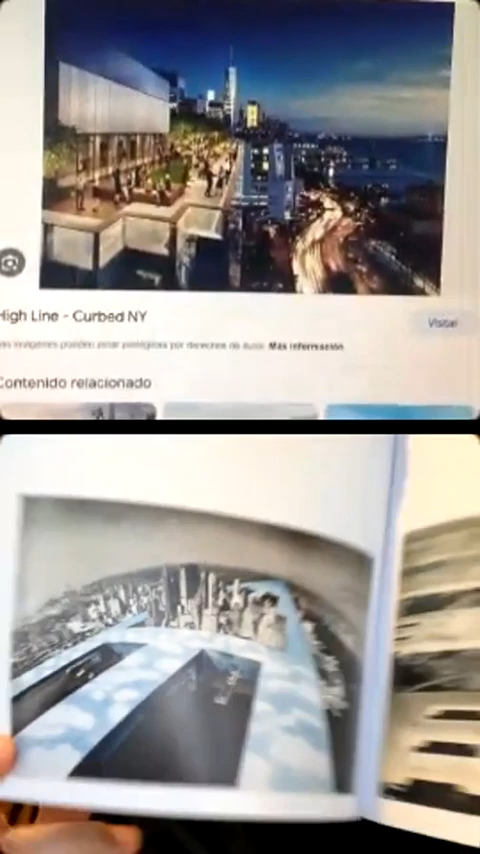 High Line - Curbed NY
Visitar
Las imágenes pueden estar protegidas por derechos de autor. Más información
Contenido relacionado